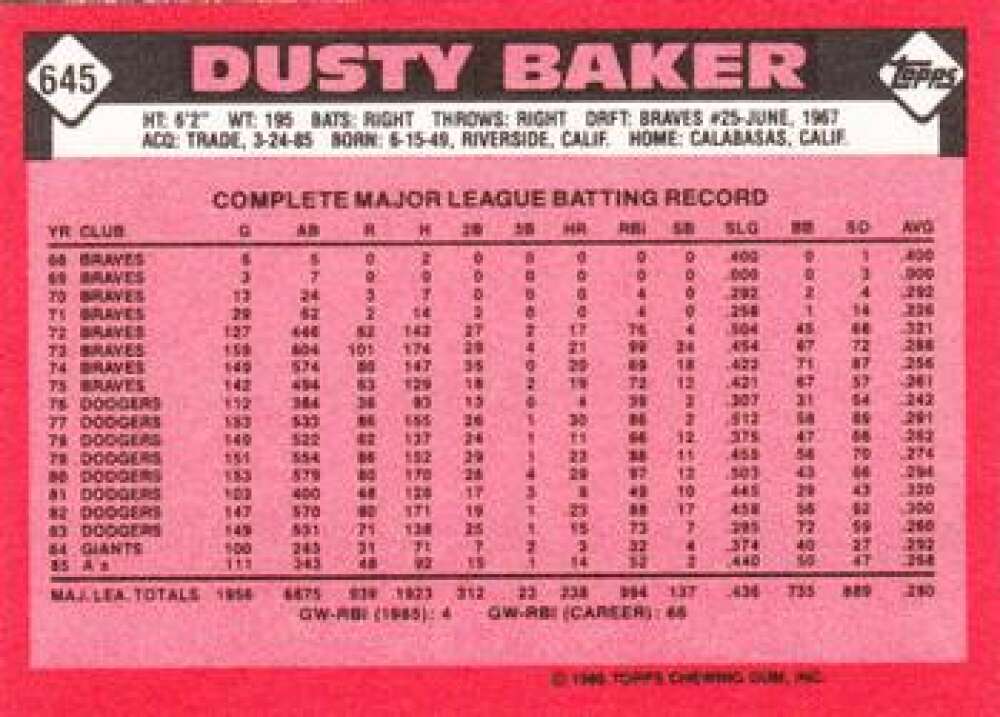 645
DUSTY BAKER
Topps
HT: 6'2" WT: 195 BATS: RIGHT THROWS: RIGHT DRFT: BRAVES #25-JUNE, 1967
ACQ: TRADE, 3-24-85 BORN: 6-15-49, RIVERSIDE, CALIF. HOME: CALABASAS, CALIF.
COMPLETE MAJOR LEAGUE BATTING RECORD
YR CLUB G AB R H 2B 3B HR RBI SB SLG BB SO AVG
68 BRAVES 6 5 0 2 0 0 0 0 0 .400 0 1 .400
69 BRAVES 3 7 0 0 0 0 0 0 0 .000 0 3 .000
70 BRAVES 13 24 3 7 0 0 0 4 0 .292 2 4 .292
71 BRAVES 29 62 2 14 2 0 0 4 0 .258 1 14 .226
72 BRAVES 127 446 62 143 27 2 17 76 4 .504 45 68 .321
73 BRAVES 159 604 101 174 29 4 21 99 24 .454 67 72 .288
74 BRAVES 149 574 80 147 35 0 20 69 18 .422 71 87 .256
75 BRAVES 142 494 63 129 18 2 19 72 12 .421 67 57 .261
76 DODGERS 112 384 36 93 13 0 4 39 2 .307 31 54 .242
77 DODGERS 153 533 86 155 26 1 30 86 2 .512 58 89 .291
78 DODGERS 149 522 62 137 24 1 11 66 12 .375 47 66 .262
79 DODGERS 151 554 86 152 29 1 23 88 11 .455 56 70 .274
80 DODGERS 153 579 80 170 26 4 29 97 12 .503 43 66 .294
81 DODGERS 103 400 48 128 17 3 9 49 10 .445 29 43 .320
82 DODGERS 147 570 80 171 19 1 23 88 17 .458 56 62 .300
83 DODGERS 149 531 71 138 25 1 15 73 7 .395 72 59 .260
84 GIANTS 100 243 31 71 7 2 3 32 4 .374 40 27 .292
85 A's 111 343 48 92 15 1 14 52 2 .440 50 47 .268
MAJ. LEA. TOTALS 1956 6875 939 1923 312 23 238 994 137 .436 735 889 .280
GW-RBI (1985): 4 GW-RBI (CAREER): 66
© 1986 TOPPS CHEWING GUM, INC.